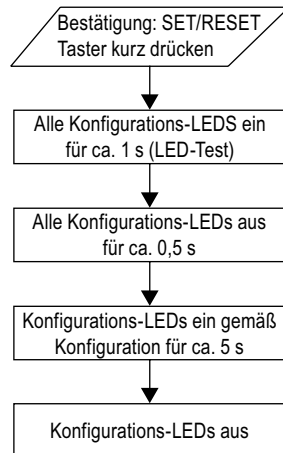 Bestätigung: SET/RESET
Taster kurz drücken
Alle Konfigurations-LEDS ein
für ca. 1 s (LED-Test)
Alle Konfigurations-LEDs aus
für ca. 0,5 s
Konfigurations-LEDs ein gemäß
Konfiguration für ca. 5 s
Konfigurations-LEDs aus